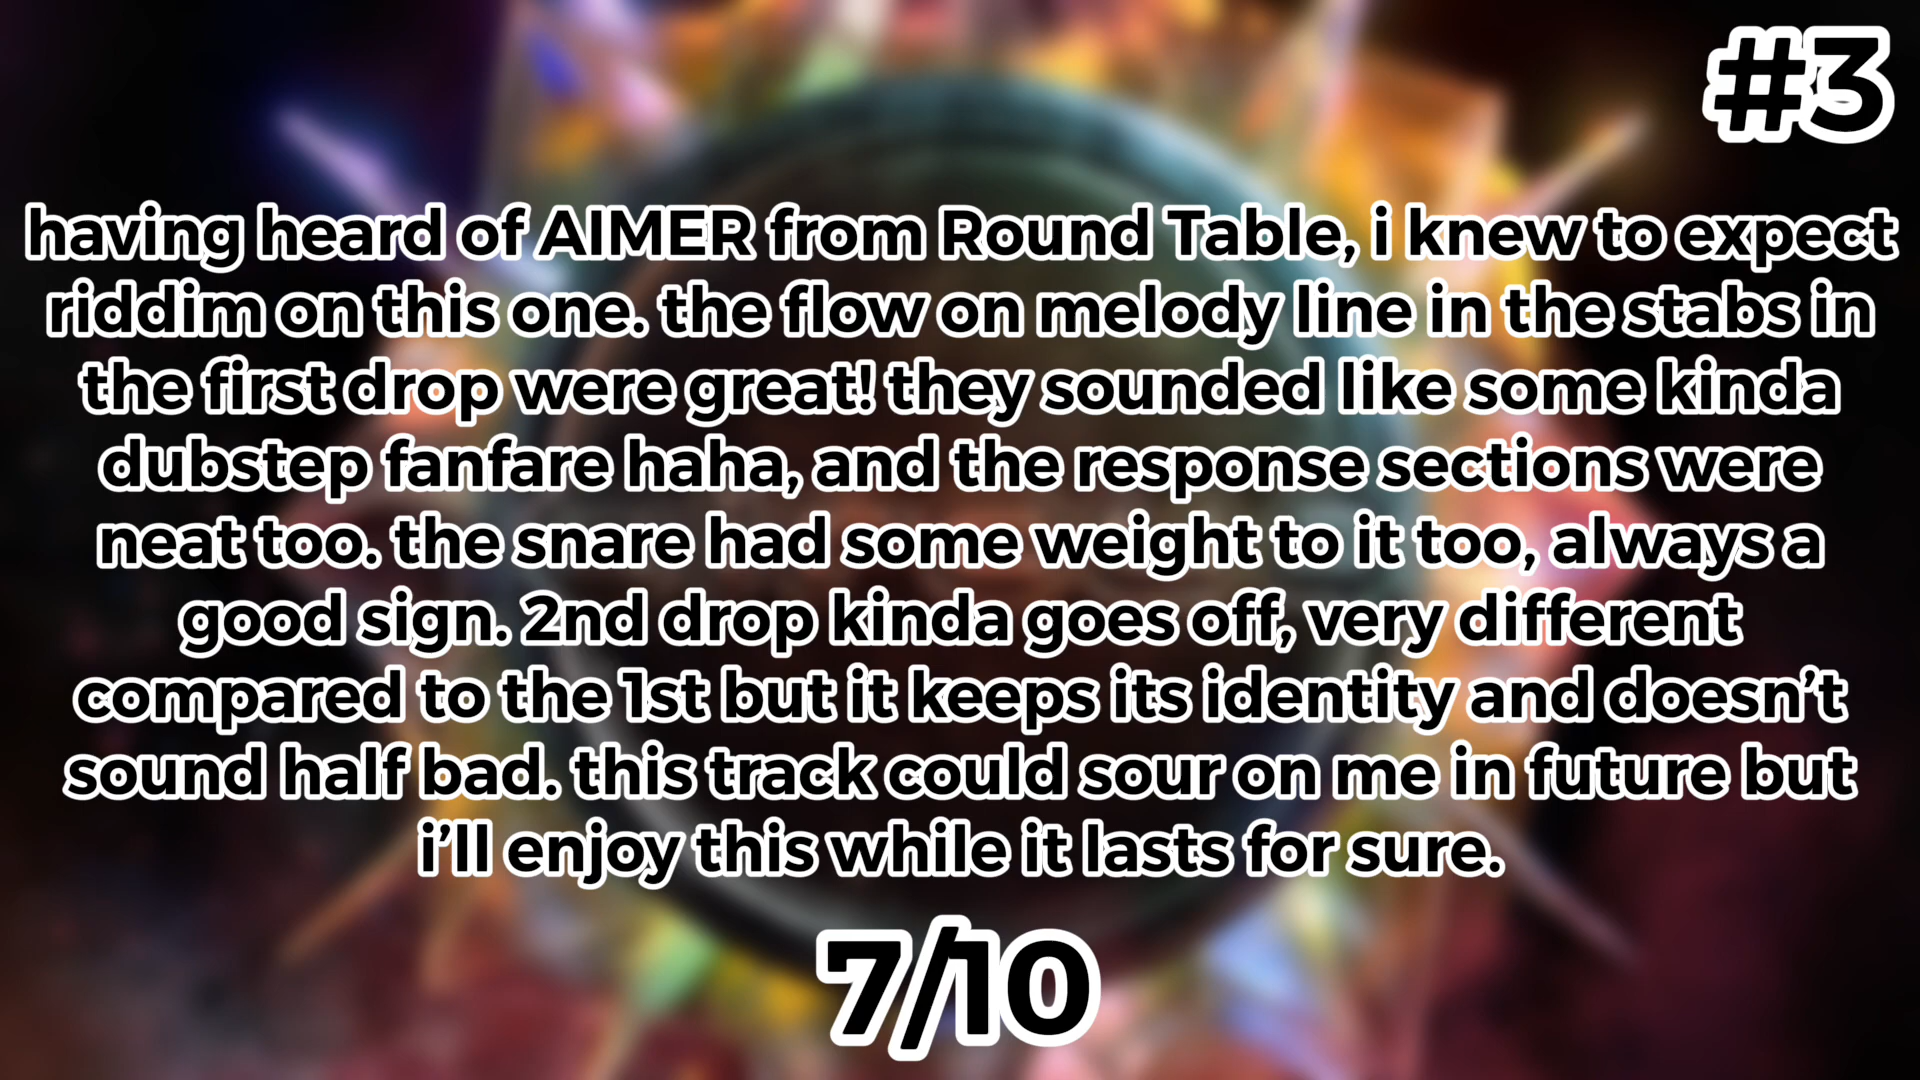 #3
having heard of AIMER from Round Table, i knew to expect
riddim on this one. the flow on melody line in the stabs in
the first drop were great! they sounded like some kinda
dubstep fanfare haha, and the response sections were
neat too. the snare had some weight to it too, always a
good sign. 2nd drop kinda goes off, very different
compared to the 1st but it keeps its identity and doesn’t
sound half bad. this track could sour on me in future but
i’ll enjoy this while it lasts for sure.
7/10